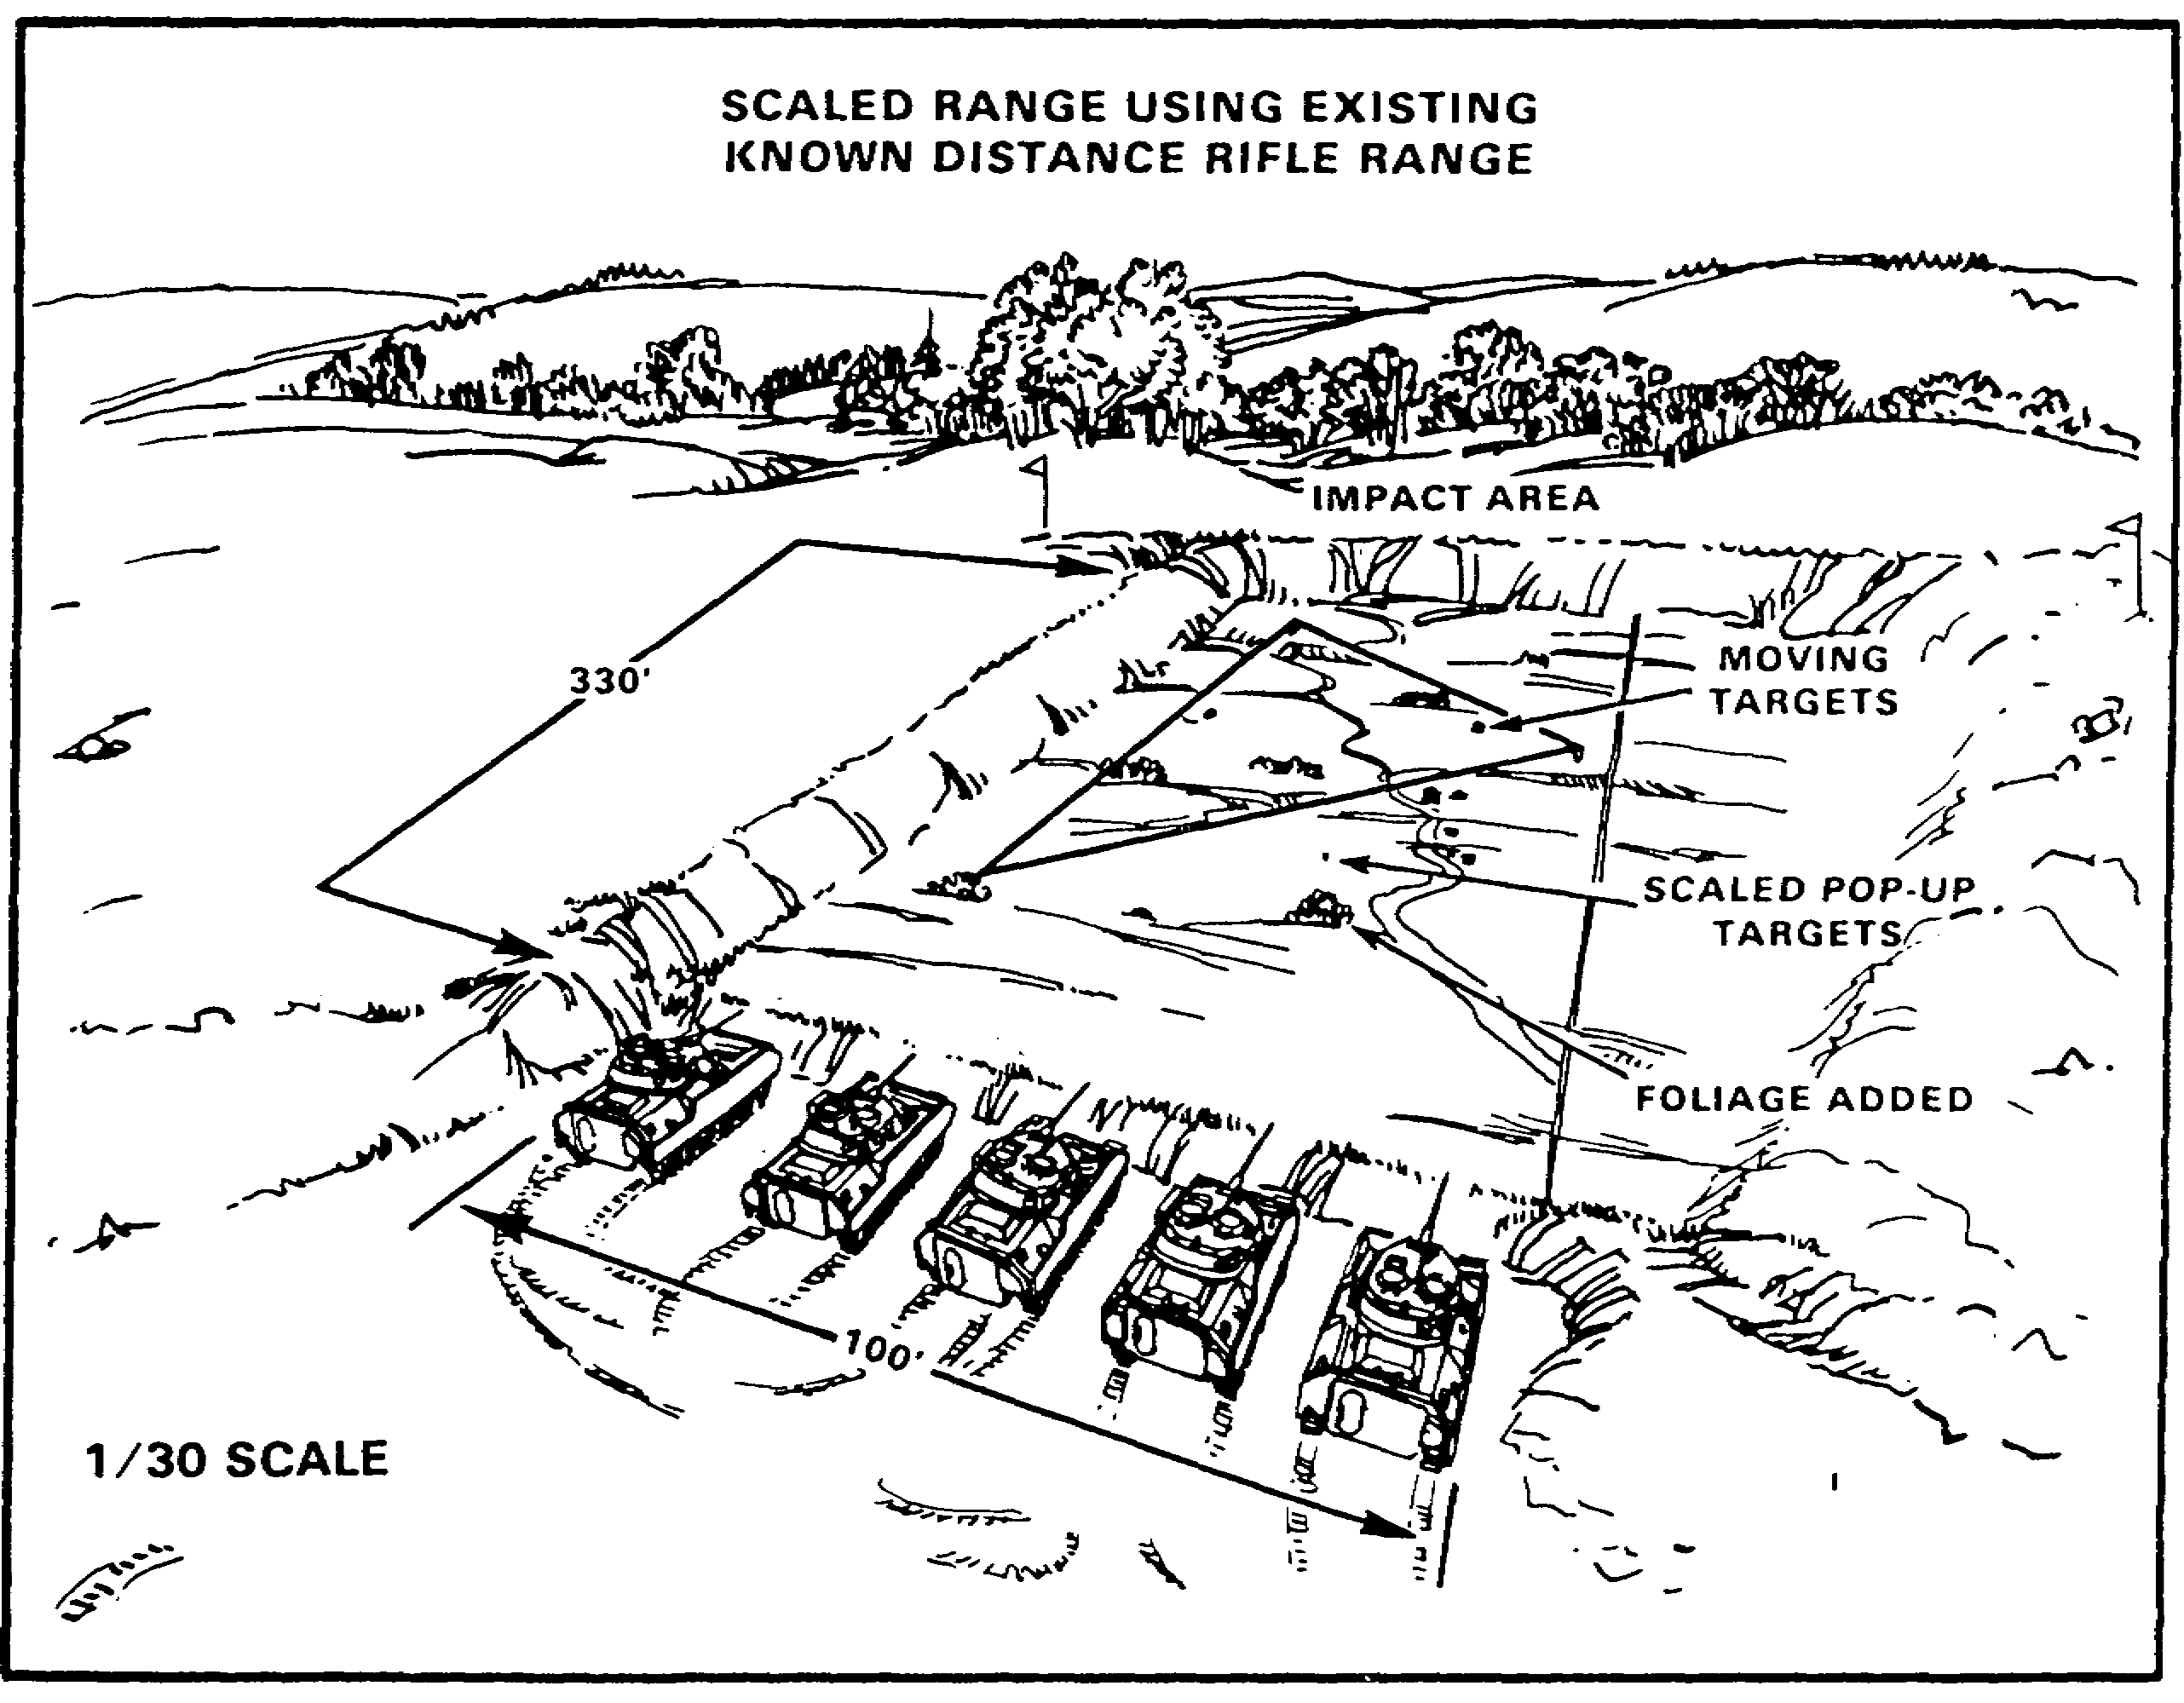 SCALED RANGE USING EXISTING
KNOWN DISTANCE RIFLE RANGE
IMPACT AREA
330'
MOVING
TARGETS
SCALED POP-UP
TARGETS
FOLIAGE ADDED
100'
1/30 SCALE